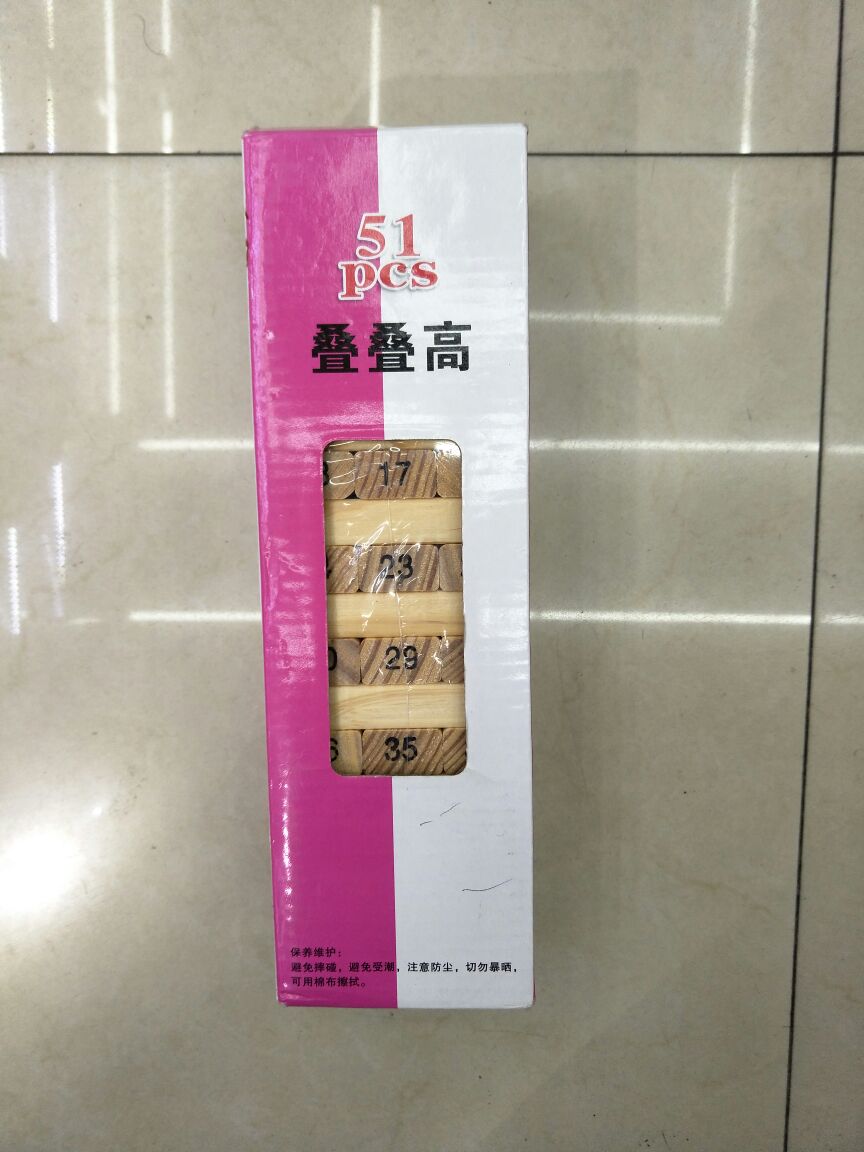 51
pcs
叠叠高
17
23
29
35
保养维护：
避免摔碰，避免受潮，注意防尘，切勿暴晒，
可用棉布擦拭。